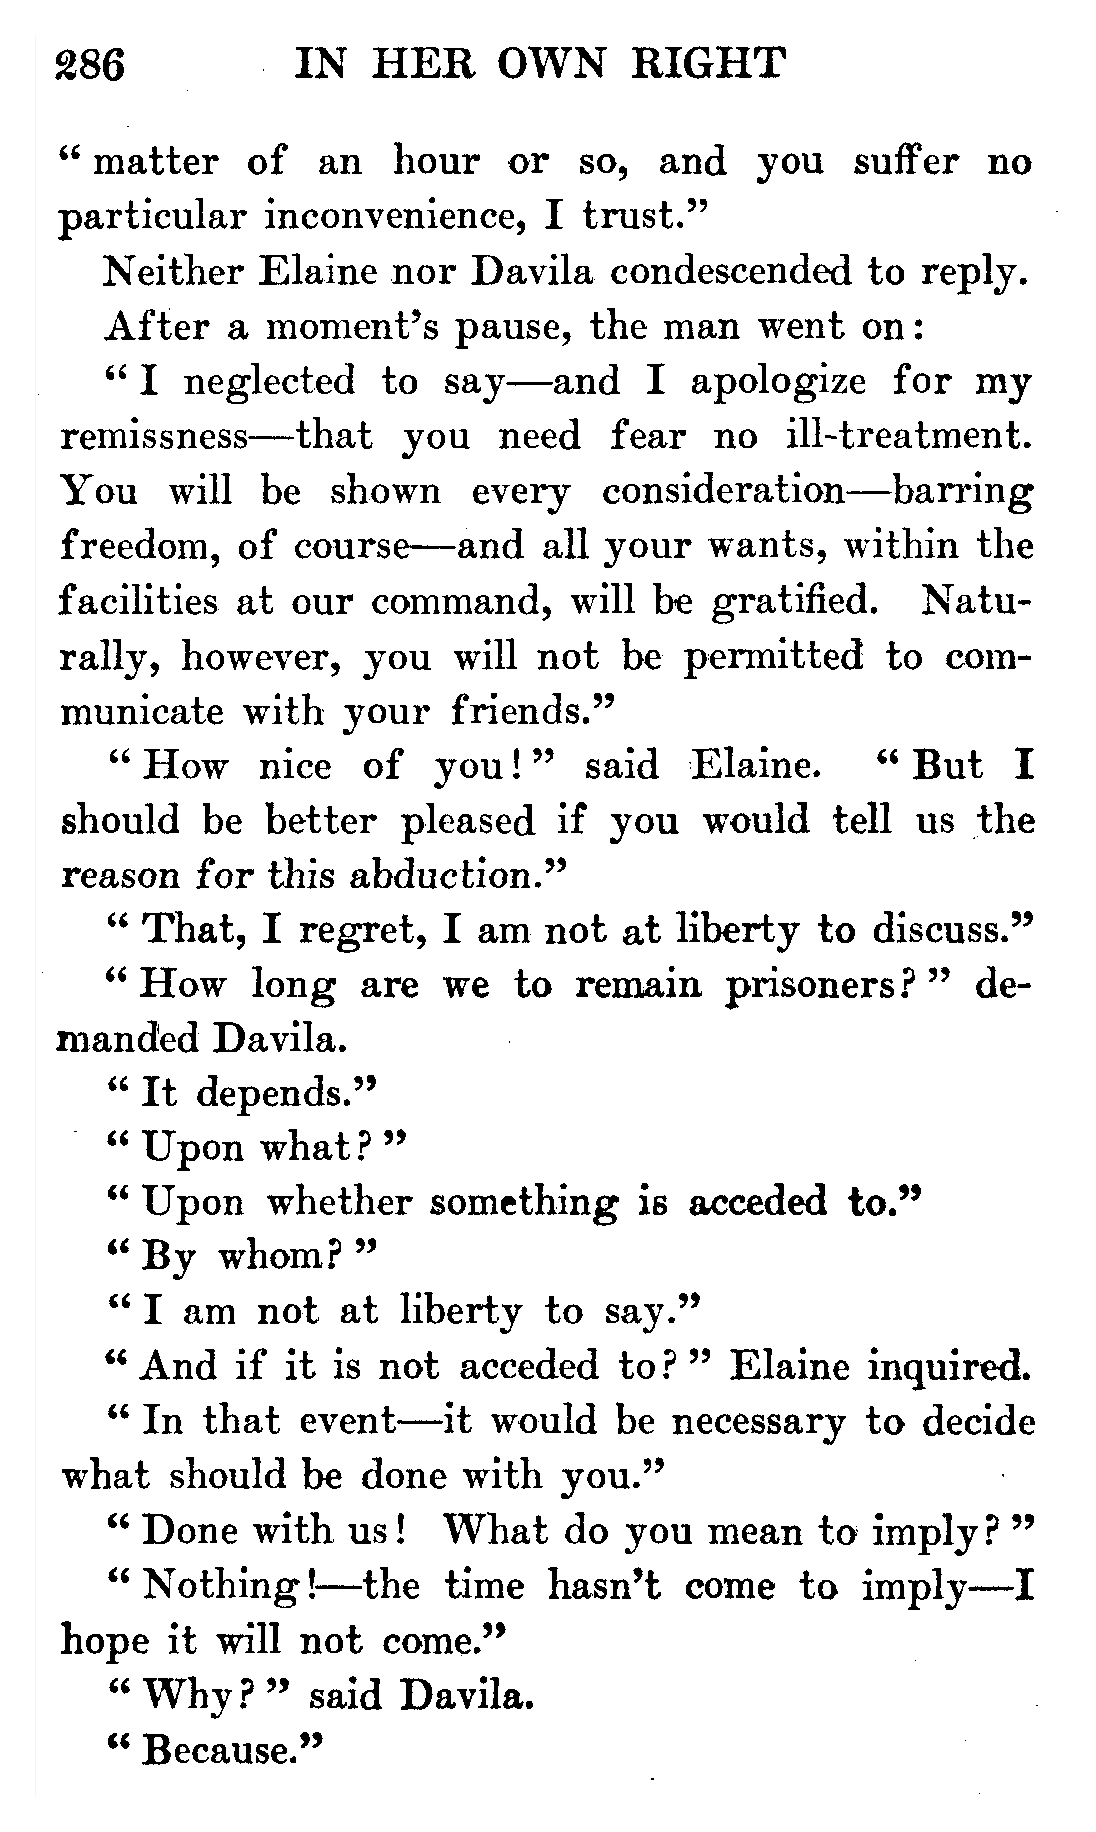 286 IN HER OWN RIGHT
“ matter of an hour or so, and you suffer no
particular inconvenience, I trust.”
Neither Elaine nor Davila condescended to reply.
After a moment’s pause, the man went on:
“ I neglected to say—and I apologize for my
remissness—that you need fear no ill-treatment.
You will be shown every consideration—barring
freedom, of course—and all your wants, within the
facilities at our command, will be gratified. Natu-
rally, however, you will not be permitted to com-
municate with your friends.”
“ How nice of you! ” said Elaine. “ But I
should be better pleased if you would tell us the
reason for this abduction.”
“ That, I regret, I am not at liberty to discuss.”
“ How long are we to remain prisoners? ” de-
manded Davila.
“ It depends.”
“ Upon what? ”
“ Upon whether something is acceded to.”
“ By whom? ”
“ I am not at liberty to say.”
“ And if it is not acceded to? ” Elaine inquired.
“ In that event—it would be necessary to decide
what should be done with you.”
“ Done with us! What do you mean to imply? ”
“ Nothing!—the time hasn’t come to imply—I
hope it will not come.”
“ Why? ” said Davila.
“ Because.”